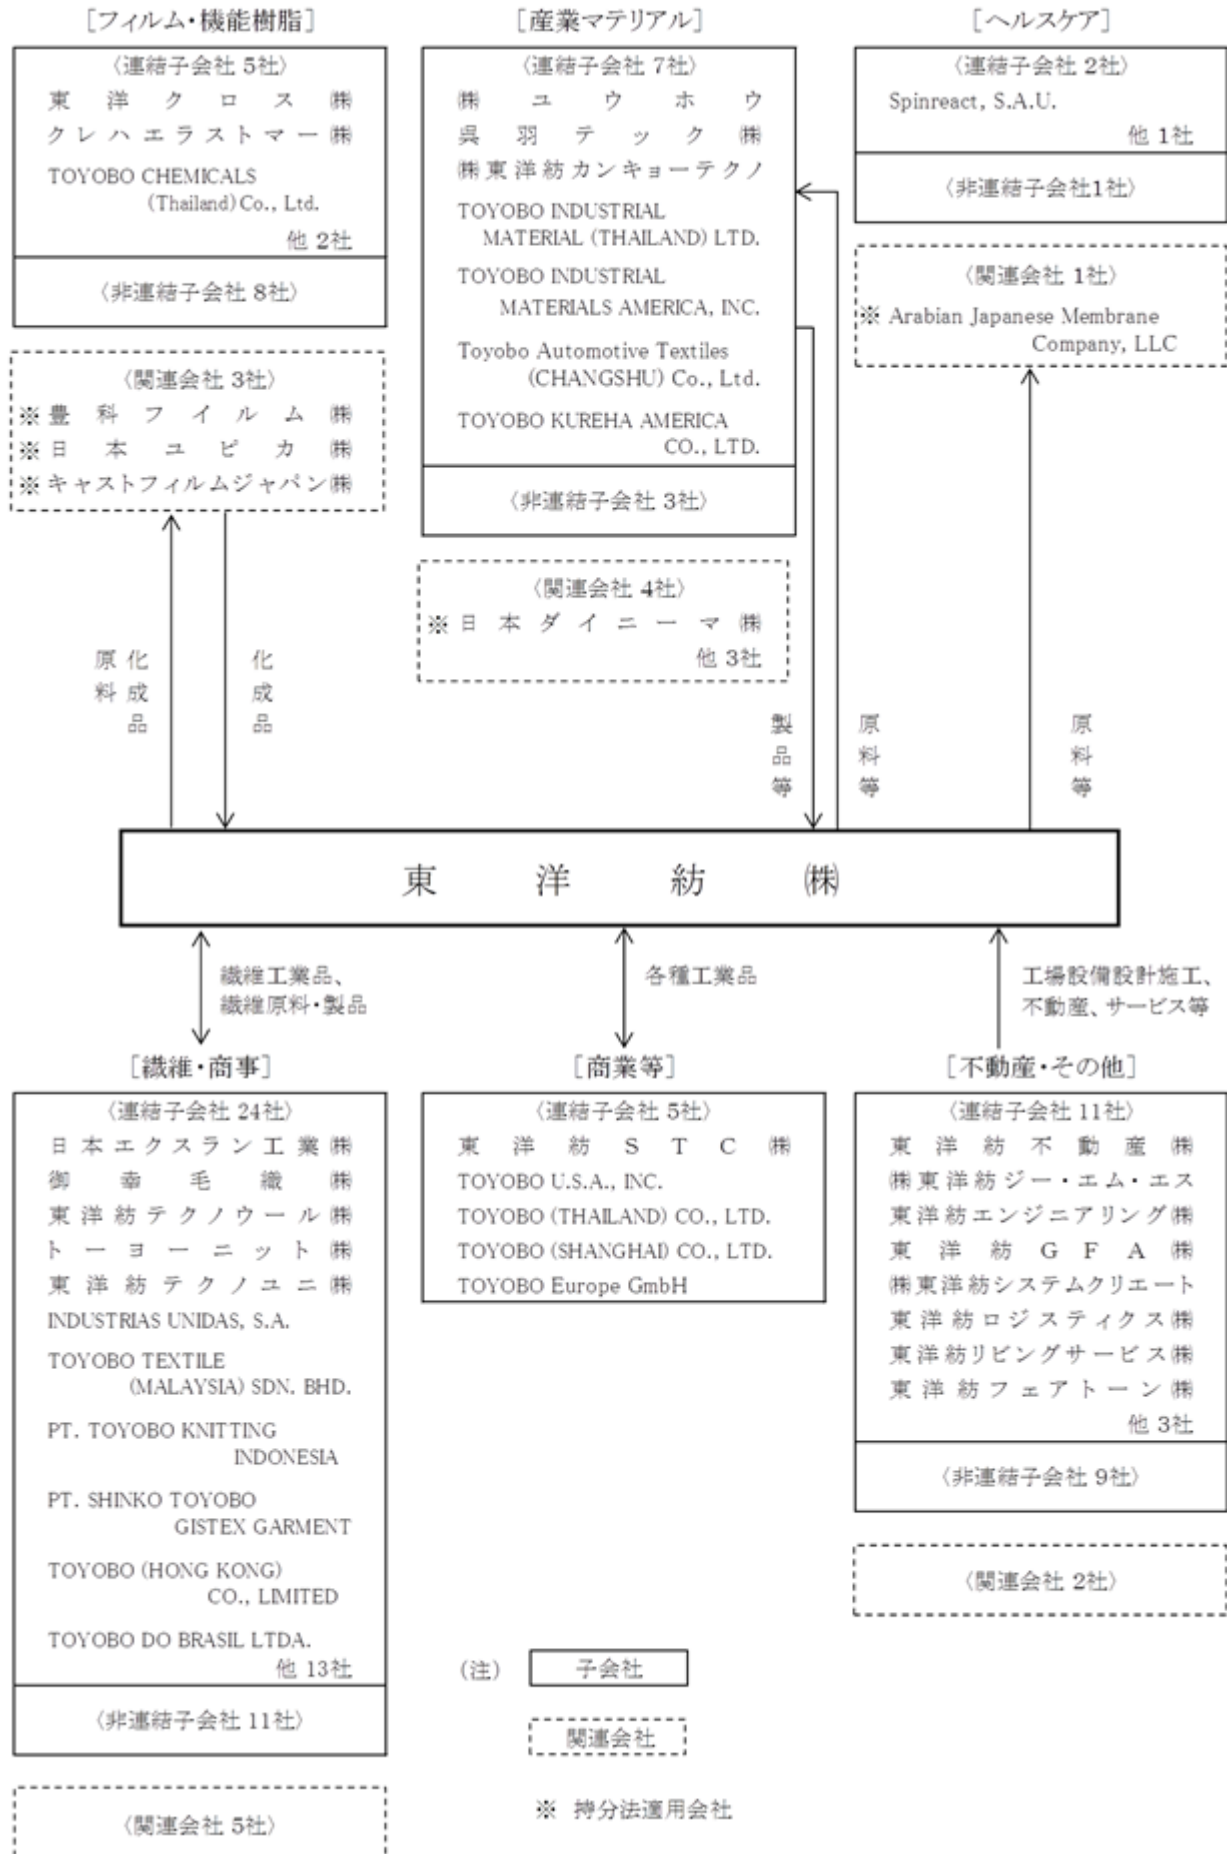 ［フィルム・機能樹脂］
〈連結子会社 5社〉
東洋クロス㈱
クレハエラストマー㈱
TOYOBO CHEMICALS
(Thailand)Co., Ltd.
他 2社
〈非連結子会社 8社〉
〈関連会社 3社〉
※豊科フイルム㈱
※日本ユピカ㈱
※キャストフィルムジャパン㈱
［産業マテリアル］
〈連結子会社 7社〉
㈱ユウホウ
呉羽テック㈱
㈱東洋紡カンキョーテクノ
TOYOBO INDUSTRIAL
MATERIAL (THAILAND) LTD.
TOYOBO INDUSTRIAL
MATERIALS AMERICA, INC.
Toyobo Automotive Textiles
(CHANGSHU) Co., Ltd.
TOYOBO KUREHA AMERICA
CO., LTD.
〈非連結子会社 3社〉
〈関連会社 4社〉
※日本ダイニーマ㈱
他 3社
［ヘルスケア］
〈連結子会社 2社〉
Spinreact, S.A.U.
他 1社
〈非連結子会社1社〉
〈関連会社 1社〉
※ Arabian Japanese Membrane
Company, LLC
化成品
原料
化成品
製品等
原料等
原料等
東洋紡㈱
繊維工業品、
繊維原料・製品
各種工業品
工場設備設計施工、
不動産、サービス等
［繊維・商事］
〈連結子会社 24社〉
日本エクスラン工業㈱
御幸毛織㈱
東洋紡テクノウール㈱
トーヨーニット㈱
東洋紡テクノユニ㈱
INDUSTRIAS UNIDAS, S.A.
TOYOBO TEXTILE
(MALAYSIA) SDN. BHD.
PT. TOYOBO KNITTING
INDONESIA
PT. SHINKO TOYOBO
GISTEX GARMENT
TOYOBO (HONG KONG)
CO., LIMITED
TOYOBO DO BRASIL LTDA.
他 13社
〈非連結子会社 11社〉
〈関連会社 5社〉
［商業等］
〈連結子会社 5社〉
東洋紡STC㈱
TOYOBO U.S.A., INC.
TOYOBO (THAILAND) CO., LTD.
TOYOBO (SHANGHAI) CO., LTD.
TOYOBO Europe GmbH
［不動産・その他］
〈連結子会社 11社〉
東洋紡不動産㈱
㈱東洋紡ジー・エム・エス
東洋紡エンジニアリング㈱
東洋紡GFA㈱
㈱東洋紡システムクリエート
東洋紡ロジスティクス㈱
東洋紡リビングサービス㈱
東洋紡フェアトーン㈱
他 3社
〈非連結子会社 9社〉
〈関連会社 2社〉
(注) 子会社
関連会社
※ 持分法適用会社